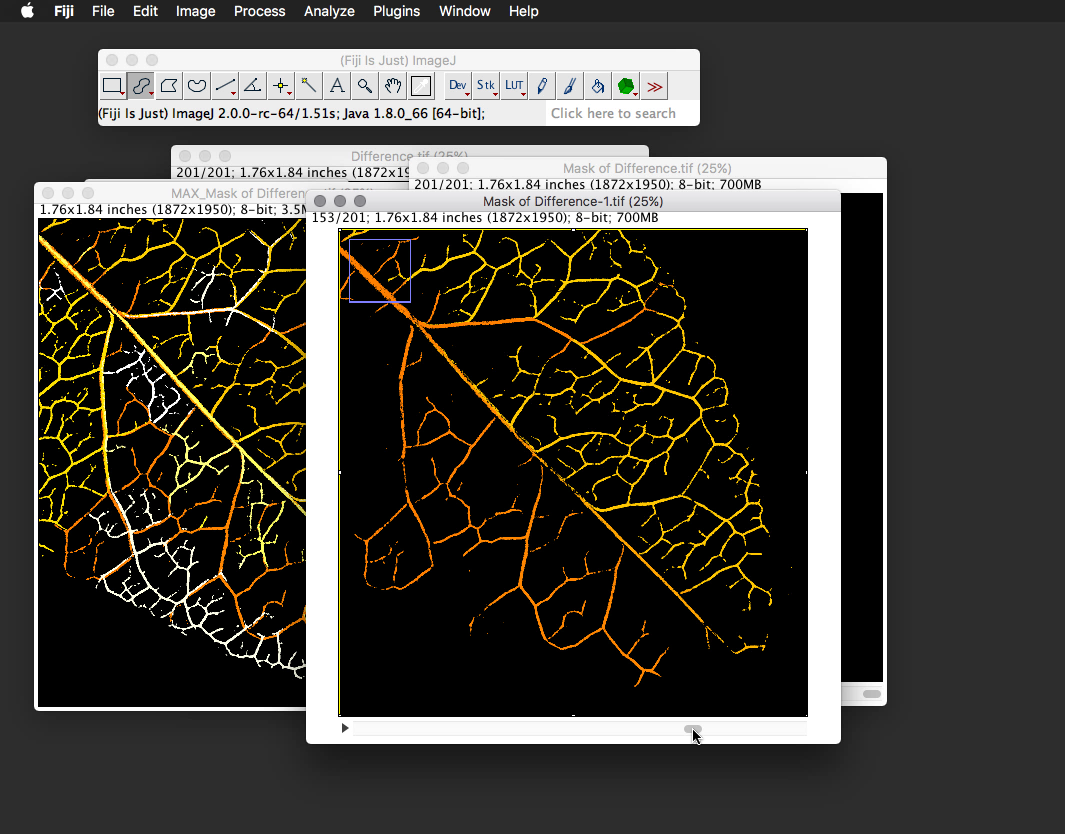 Fiji File Edit Image Process Analyze Plugins Window Help
(Fiji Is Just) ImageJ
A Dev Stk LUT >>
(Fiji Is Just) ImageJ 2.0.0-rc-64/1.51s; Java 1.8.0_66 [64-bit];
Click here to search
Difference.tif (25%)
201/201; 1.76x1.84 inches (1872x19
Mask of Difference.tif (25%)
201/201; 1.76x1.84 inches (1872x1950); 8-bit; 700MB
MAX_Mask of Differen
1.76x1.84 inches (1872x1950); 8-bit; 3.5M
Mask of Difference-1.tif (25%)
153/201; 1.76x1.84 inches (1872x1950); 8-bit; 700MB